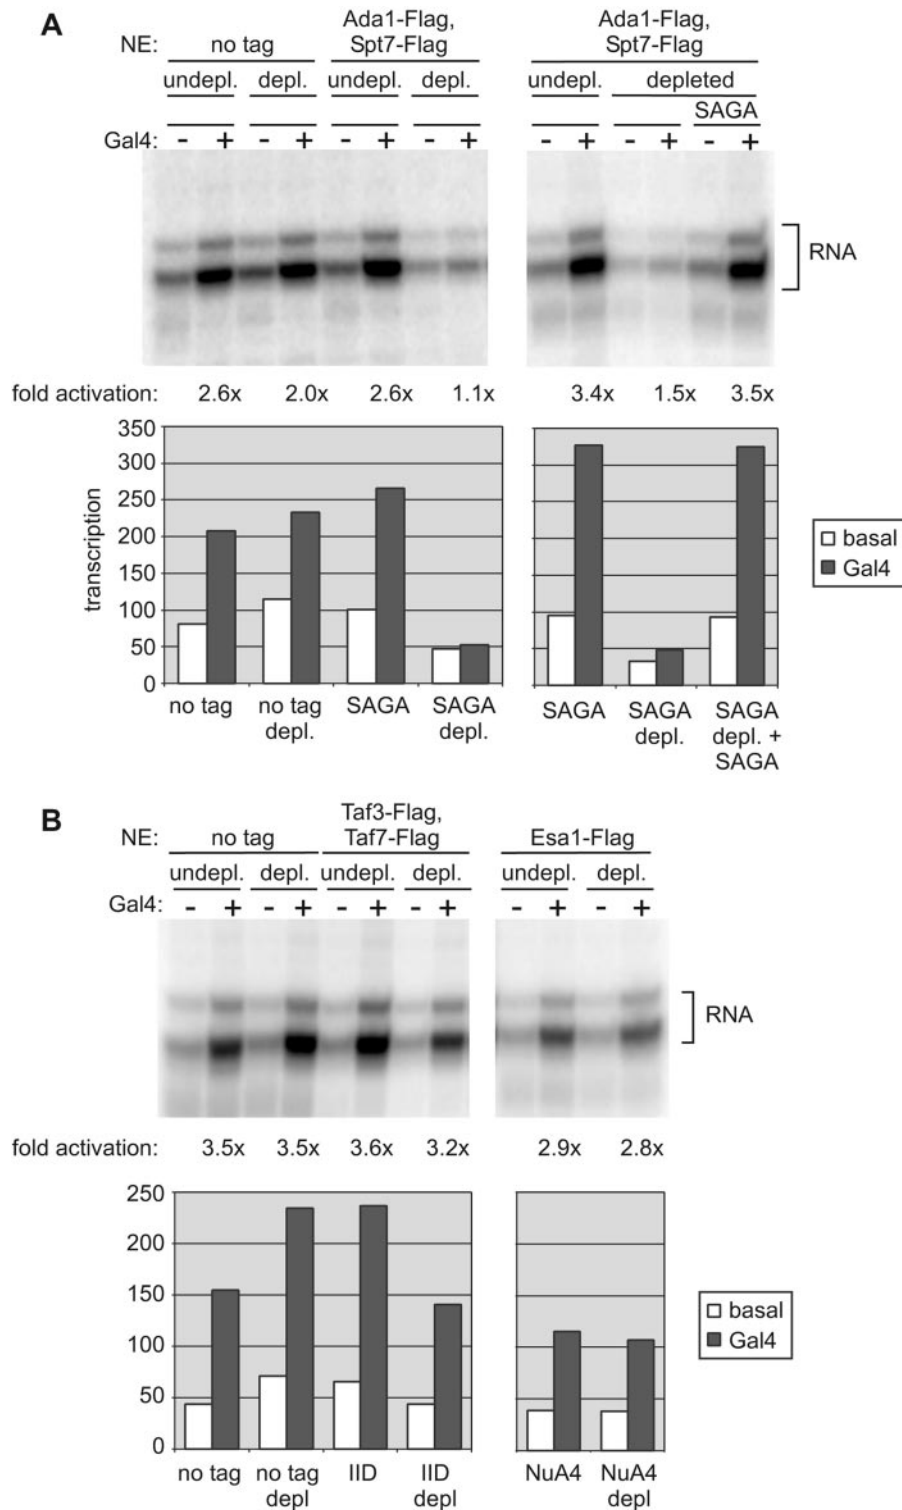 A
NE: no tag Ada1-Flag, Spt7-Flag Ada1-Flag, Spt7-Flag
undepl. depl. undepl. depl. undepl. depleted
SAGA
Gal4: - + - + - + - + - + - + - +
RNA
fold activation: 2.6x 2.0x 2.6x 1.1x 3.4x 1.5x 3.5x
350
300
250
200
150
100
50
0
transcription
basal
Gal4
no tag no tag depl. SAGA SAGA depl. SAGA SAGA depl. SAGA depl. + SAGA
B
NE: no tag Taf3-Flag, Taf7-Flag Esa1-Flag
undepl. depl. undepl. depl. undepl. depl.
Gal4: - + - + - + - + - + - +
RNA
fold activation: 3.5x 3.5x 3.6x 3.2x 2.9x 2.8x
250
200
150
100
50
0
basal
Gal4
no tag no tag depl IID IID depl NuA4 NuA4 depl